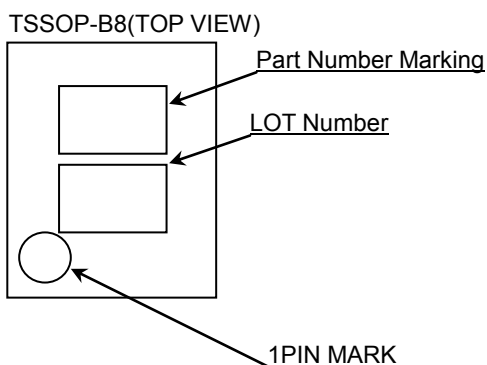 TSSOP-B8(TOP VIEW)
Part Number Marking
LOT Number
1PIN MARK